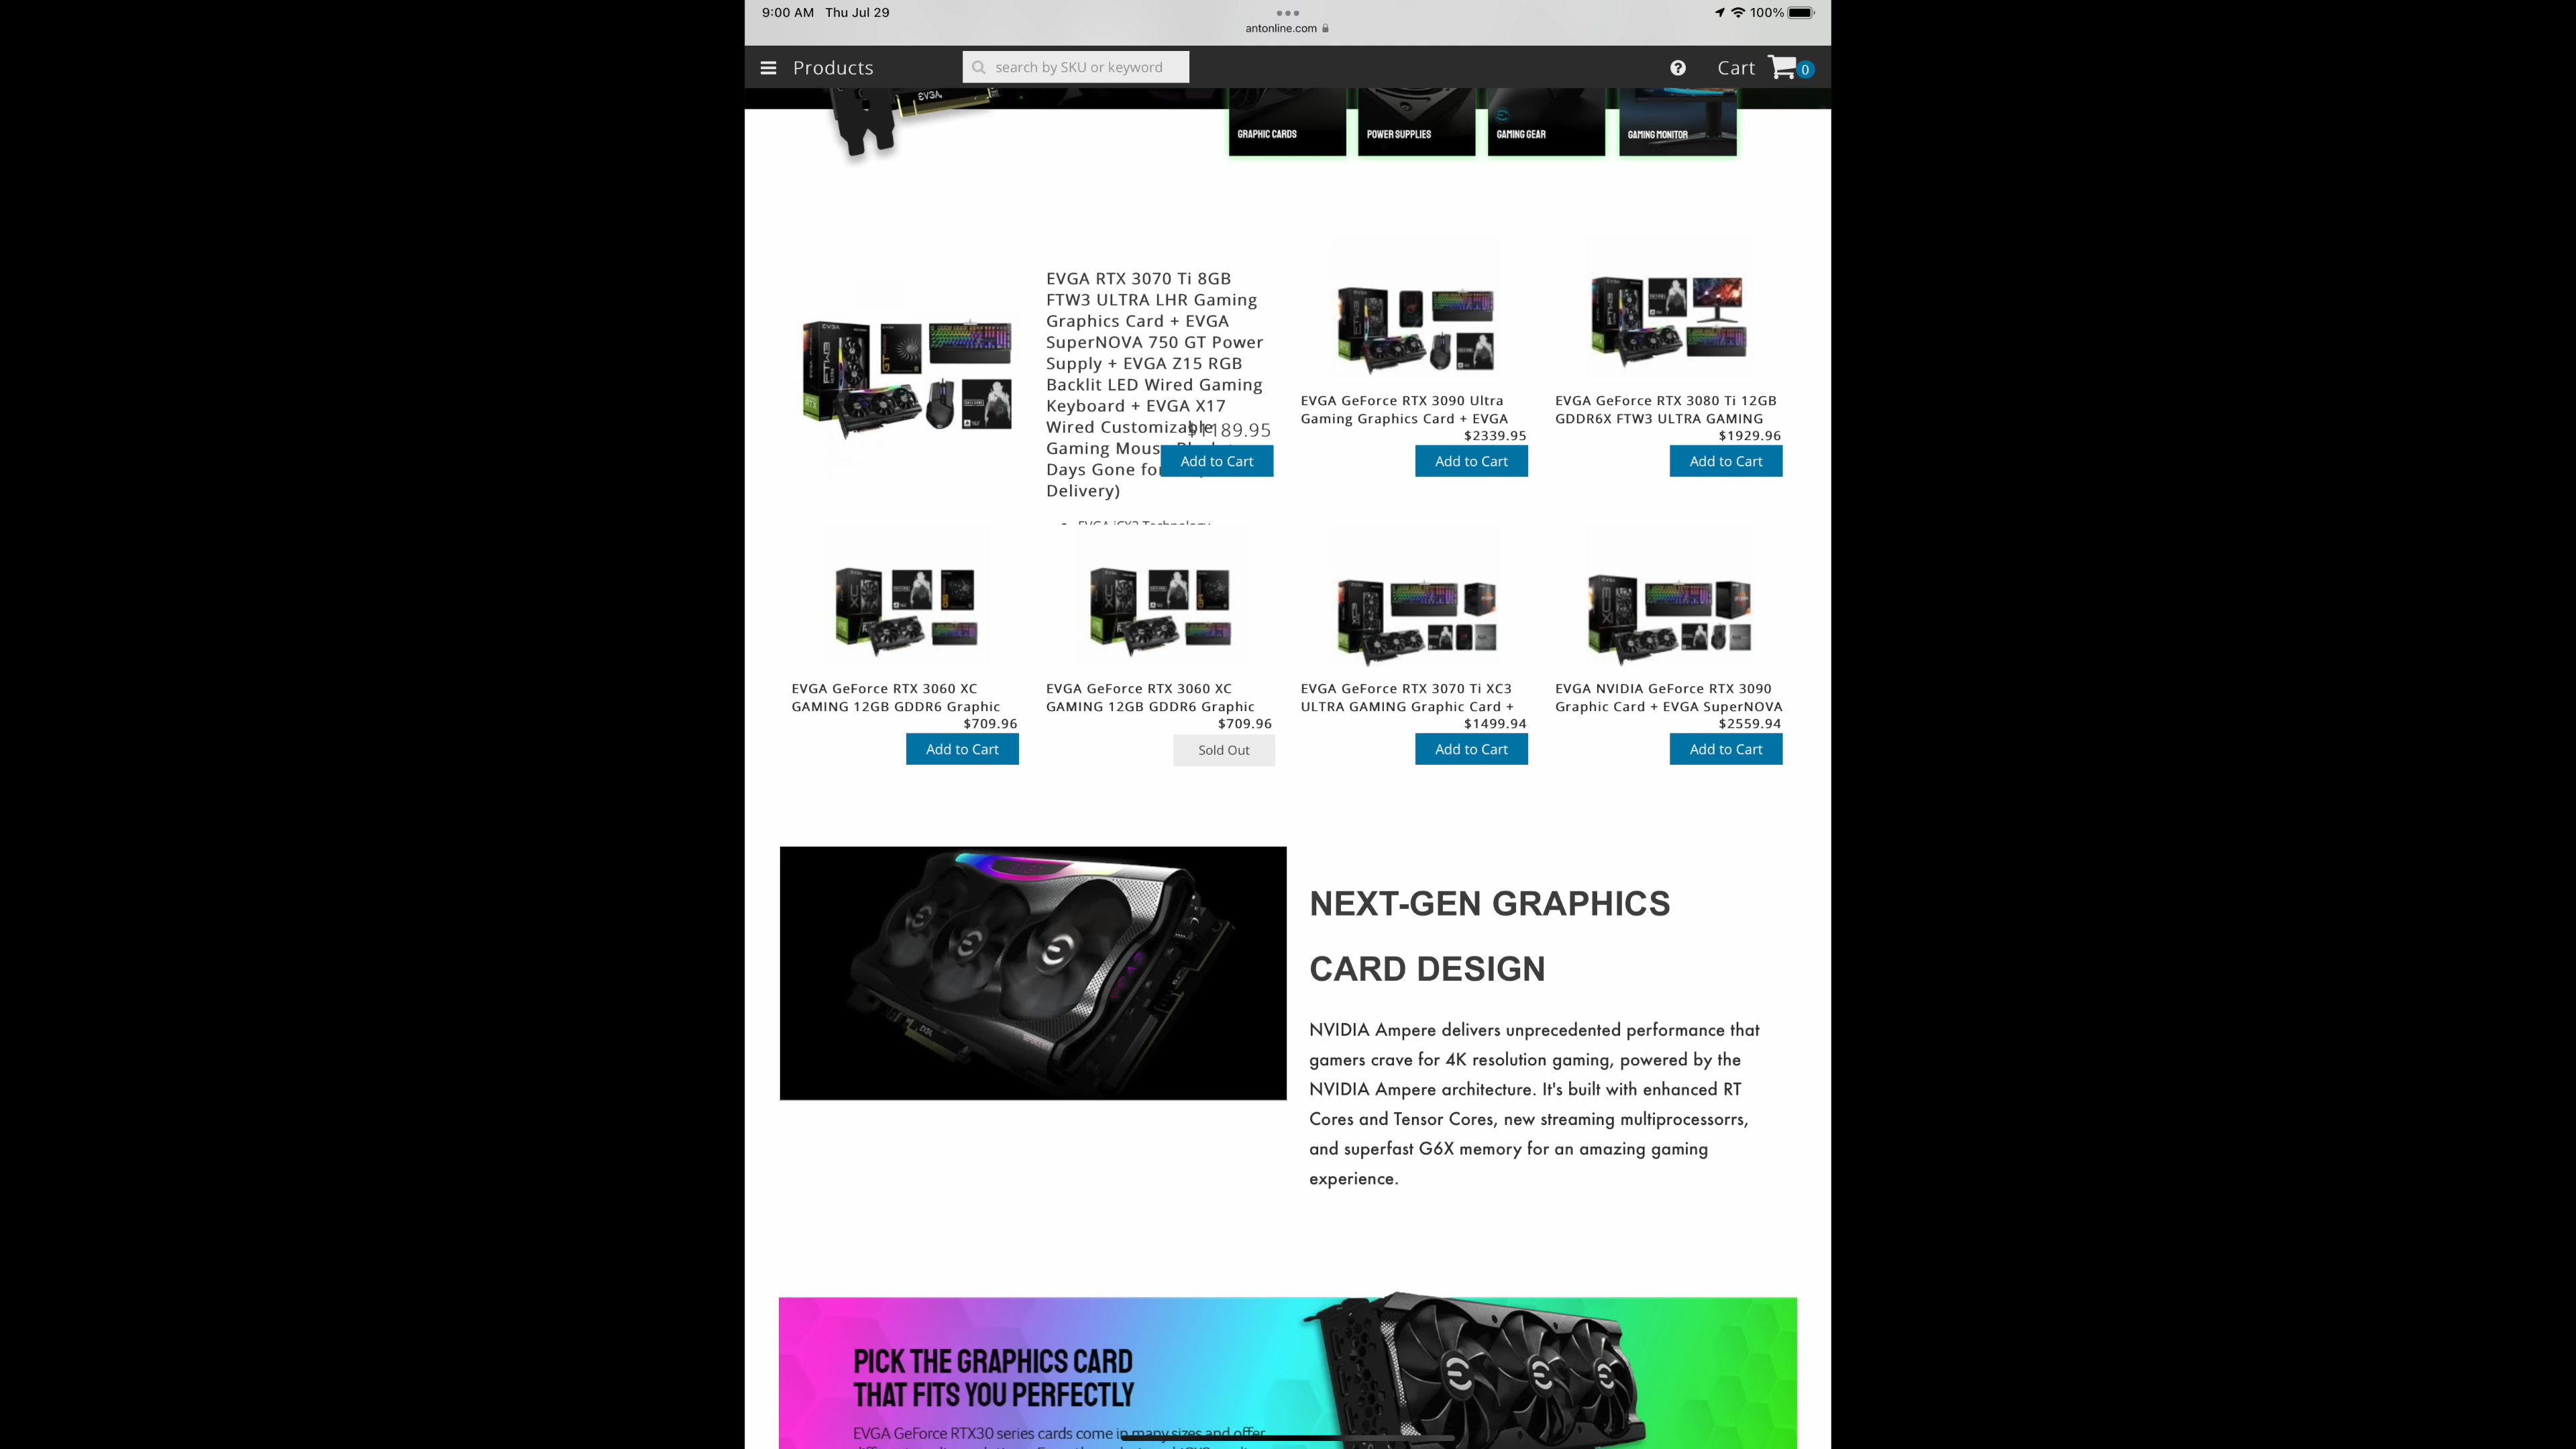 9:00 AM Thu Jul 29
antonline.com
100%
Products
search by SKU or keyword
Cart
0
EVGA
GRAPHIC CARDS
POWER SUPPLIES
GAMING GEAR
GAMING MONITOR
EVGA RTX 3070 Ti 8GB
FTW3 ULTRA LHR Gaming
Graphics Card + EVGA
SuperNOVA 750 GT Power
Supply + EVGA Z15 RGB
Backlit LED Wired Gaming
Keyboard + EVGA X17
Wired Customizable
$1189.95
Gaming Mouse
Days Gone for
Add to Cart
Delivery)
EVGA iCX3 Technology
EVGA GeForce RTX 3090 Ultra
Gaming Graphics Card + EVGA
$2339.95
Add to Cart
EVGA GeForce RTX 3080 Ti 12GB
GDDR6X FTW3 ULTRA GAMING
$1929.96
Add to Cart
EVGA GeForce RTX 3060 XC
GAMING 12GB GDDR6 Graphic
$709.96
Add to Cart
EVGA GeForce RTX 3060 XC
GAMING 12GB GDDR6 Graphic
$709.96
Sold Out
EVGA GeForce RTX 3070 Ti XC3
ULTRA GAMING Graphic Card +
$1499.94
Add to Cart
EVGA NVIDIA GeForce RTX 3090
Graphic Card + EVGA SuperNOVA
$2559.94
Add to Cart
NEXT-GEN GRAPHICS
CARD DESIGN
NVIDIA Ampere delivers unprecedented performance that
gamers crave for 4K resolution gaming, powered by the
NVIDIA Ampere architecture. It's built with enhanced RT
Cores and Tensor Cores, new streaming multiprocessorrs,
and superfast G6X memory for an amazing gaming
experience.
PICK THE GRAPHICS CARD
THAT FITS YOU PERFECTLY
EVGA GeForce RTX30 series cards come in many sizes and offer